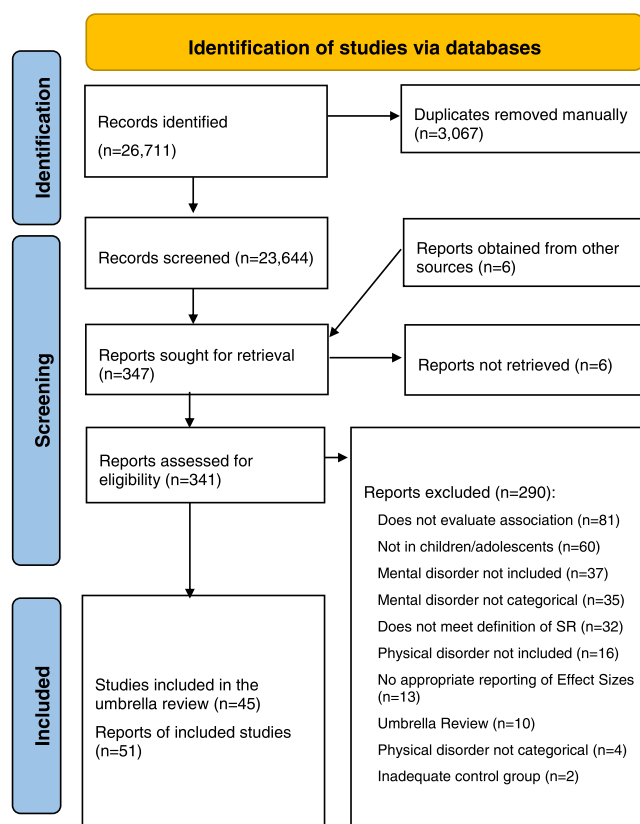 Identification of studies via databases
Identification
Records identified
(n=26,711)
Duplicates removed manually
(n=3,067)
Screening
Records screened (n=23,644)
Reports obtained from other
sources (n=6)
Reports sought for retrieval
(n=347)
Reports not retrieved (n=6)
Reports assessed for
eligibility (n=341)
Reports excluded (n=290):
Does not evaluate association (n=81)
Not in children/adolescents (n=60)
Mental disorder not included (n=37)
Mental disorder not categorical (n=35)
Does not meet definition of SR (n=32)
Physical disorder not included (n=16)
No appropriate reporting of Effect Sizes
(n=13)
Umbrella Review (n=10)
Physical disorder not categorical (n=4)
Inadequate control group (n=2)
Included
Studies included in the
umbrella review (n=45)
Reports of included studies
(n=51)